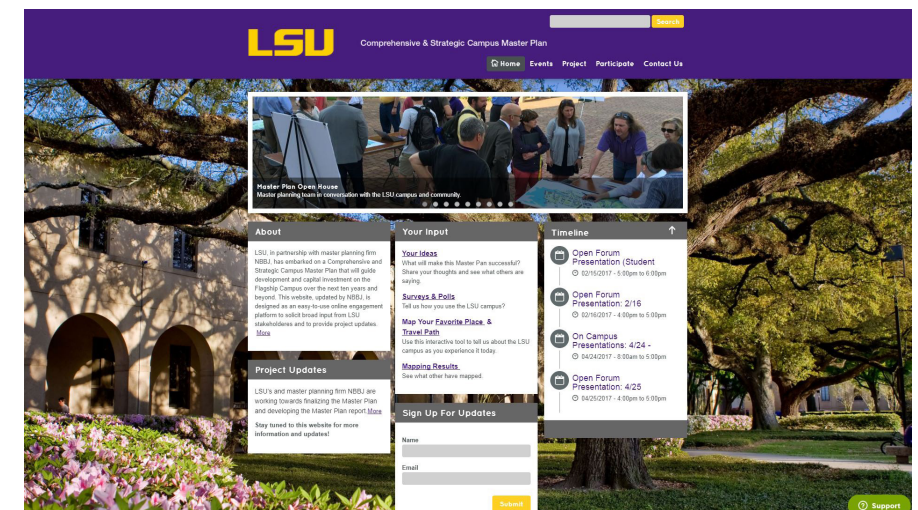 Search
LSU
Comprehensive & Strategic Campus Master Plan
Home Events Project Participate Contact Us
Master Plan Open House
Master planning team in conversation with the LSU campus and community.
About
LSU, in partnership with master planning firm
NBBJ, has embarked on a Comprehensive and
Strategic Campus Master Plan that will guide
development and capital investment on the
Flagship Campus over the next ten years and
beyond. This website, updated by NBBJ, is
designed as an easy-to-use online engagement
platform to solicit broad input from LSU
stakeholderes and to provide project updates.
More
Project Updates
LSU's and master planning firm NBBJ are
working towards finalizing the Master Plan
and developing the Master Plan report.More
Stay tuned to this website for more
information and updates!
Your Input
Your Ideas
What will make this Master Pan successful?
Share your thoughts and see what others are
saying.
Surveys & Polls
Tell us how you use the LSU campus?
Map Your Favorite Place &
Travel Path
Use this interactive tool to tell us about the LSU
campus as you experience it today.
Mapping Results
See what other have mapped.
Sign Up For Updates
Name
Email
Submit
Timeline
Open Forum
Presentation (Student
02/15/2017 - 5:00pm to 6:00pm
Open Forum
Presentation: 2/16
02/16/2017 - 4:00pm to 5:00pm
On Campus
Presentations: 4/24 -
04/24/2017 - 8:00am to 5:00pm
Open Forum
Presentation: 4/25
04/25/2017 - 4:00pm to 5:00pm
Support